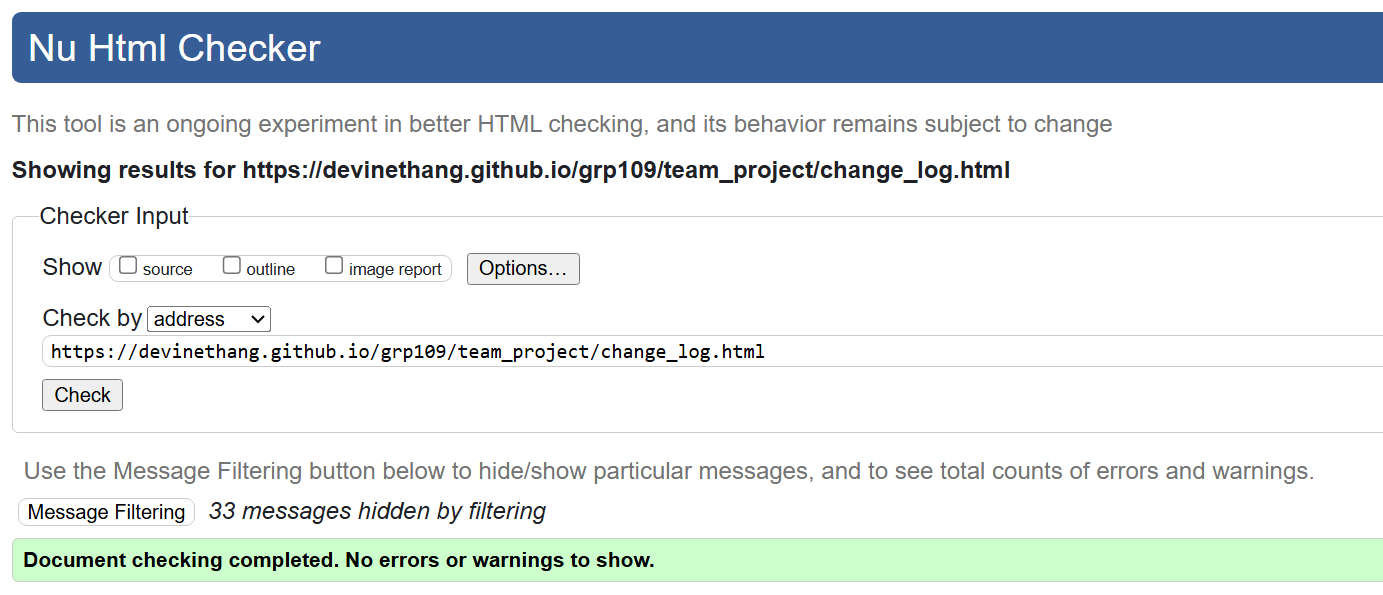 Nu Html Checker
This tool is an ongoing experiment in better HTML checking, and its behavior remains subject to change
Showing results for https://devinethang.github.io/grp109/team_project/change_log.html
Checker Input
Show source outline image report Options…
Check by address
https://devinethang.github.io/grp109/team_project/change_log.html
Check
Use the Message Filtering button below to hide/show particular messages, and to see total counts of errors and warnings.
Message Filtering 33 messages hidden by filtering
Document checking completed. No errors or warnings to show.